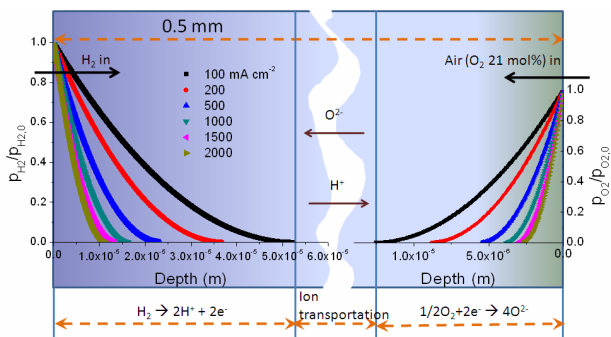 0.5 mm
H₂ in
Air (O₂ 21 mol%) in
100 mA cm⁻²
200
500
1000
1500
2000
O²⁻
H⁺
pH2/pH2,0
1.0
0.8
0.6
0.4
0.2
0.0
pO2/pO2,0
1.0
0.8
0.6
0.4
0.2
0.0
0.0 1.0x10⁻⁵ 2.0x10⁻⁵ 3.0x10⁻⁵ 4.0x10⁻⁵ 5.0x10⁻⁵ 6.0x10⁻⁵
1.0x10⁻⁵ 5.0x10⁻⁶ 0.0
Depth (m)
Depth (m)
H₂ → 2H⁺ + 2e⁻
Ion
transportation
1/2O₂+2e⁻ → 4O²⁻